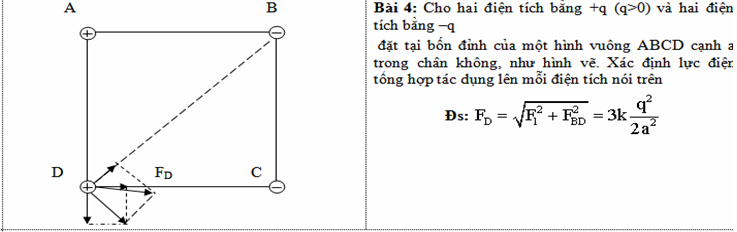 A
B
D
F_D
C
Bài 4: Cho hai điện tích bằng +q (q>0) và hai điện
tích bằng −q
đặt tại bốn đỉnh của một hình vuông ABCD cạnh a
trong chân không, như hình vẽ. Xác định lực điện
tổng hợp tác dụng lên mỗi điện tích nói trên
Đs: F_D = √(F_1^2 + F_BD^2) = 3k q^2/2a^2